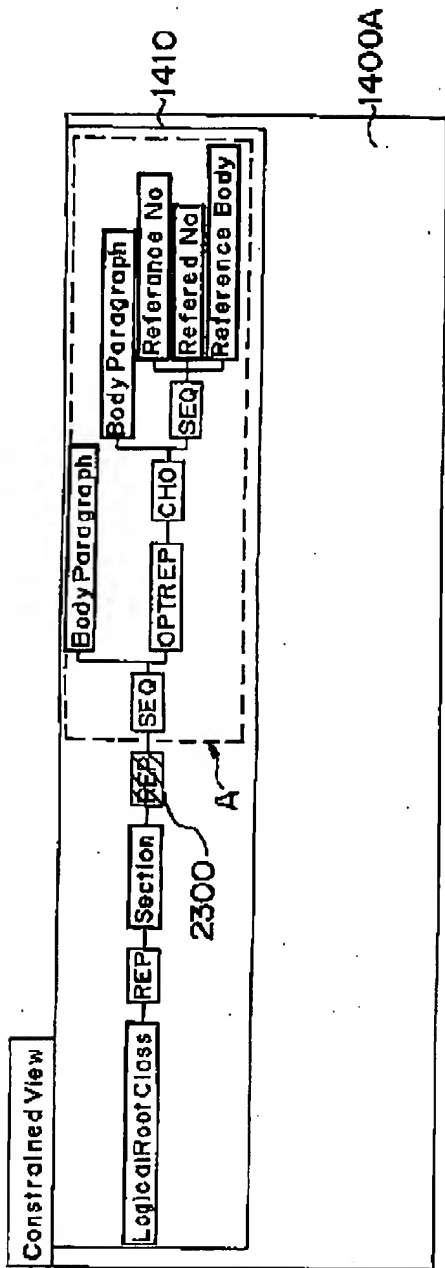 Constrained View
LogicalRootClass
REP
Section
REP
2300
A
SEQ
Body Paragraph
OPTREP
CHO
Body Paragraph
SEQ
Referance No
Refered No
Reference Body
1410
1400A